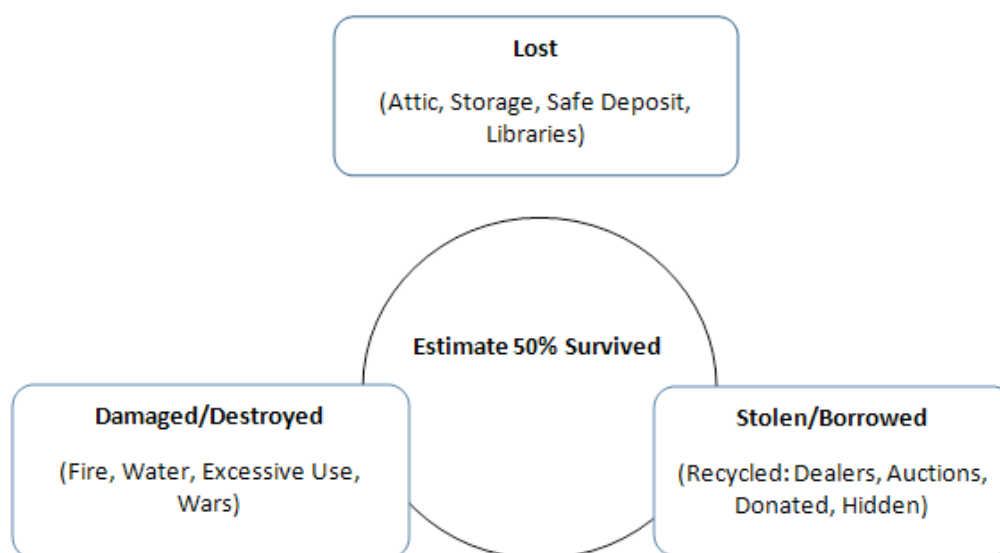 Lost
(Attic, Storage, Safe Deposit,
Libraries)
Estimate 50% Survived
Damaged/Destroyed
(Fire, Water, Excessive Use,
Wars)
Stolen/Borrowed
(Recycled: Dealers, Auctions,
Donated, Hidden)